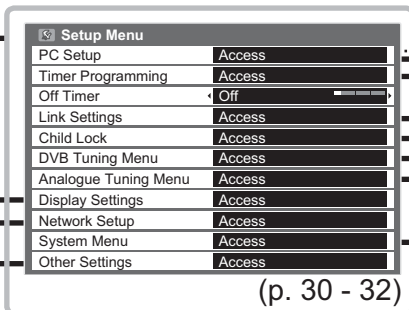 Setup Menu
PC Setup Access
Timer Programming Access
Off Timer Off
Link Settings Access
Child Lock Access
DVB Tuning Menu Access
Analogue Tuning Menu Access
Display Settings Access
Network Setup Access
System Menu Access
Other Settings Access
(p. 30 - 32)